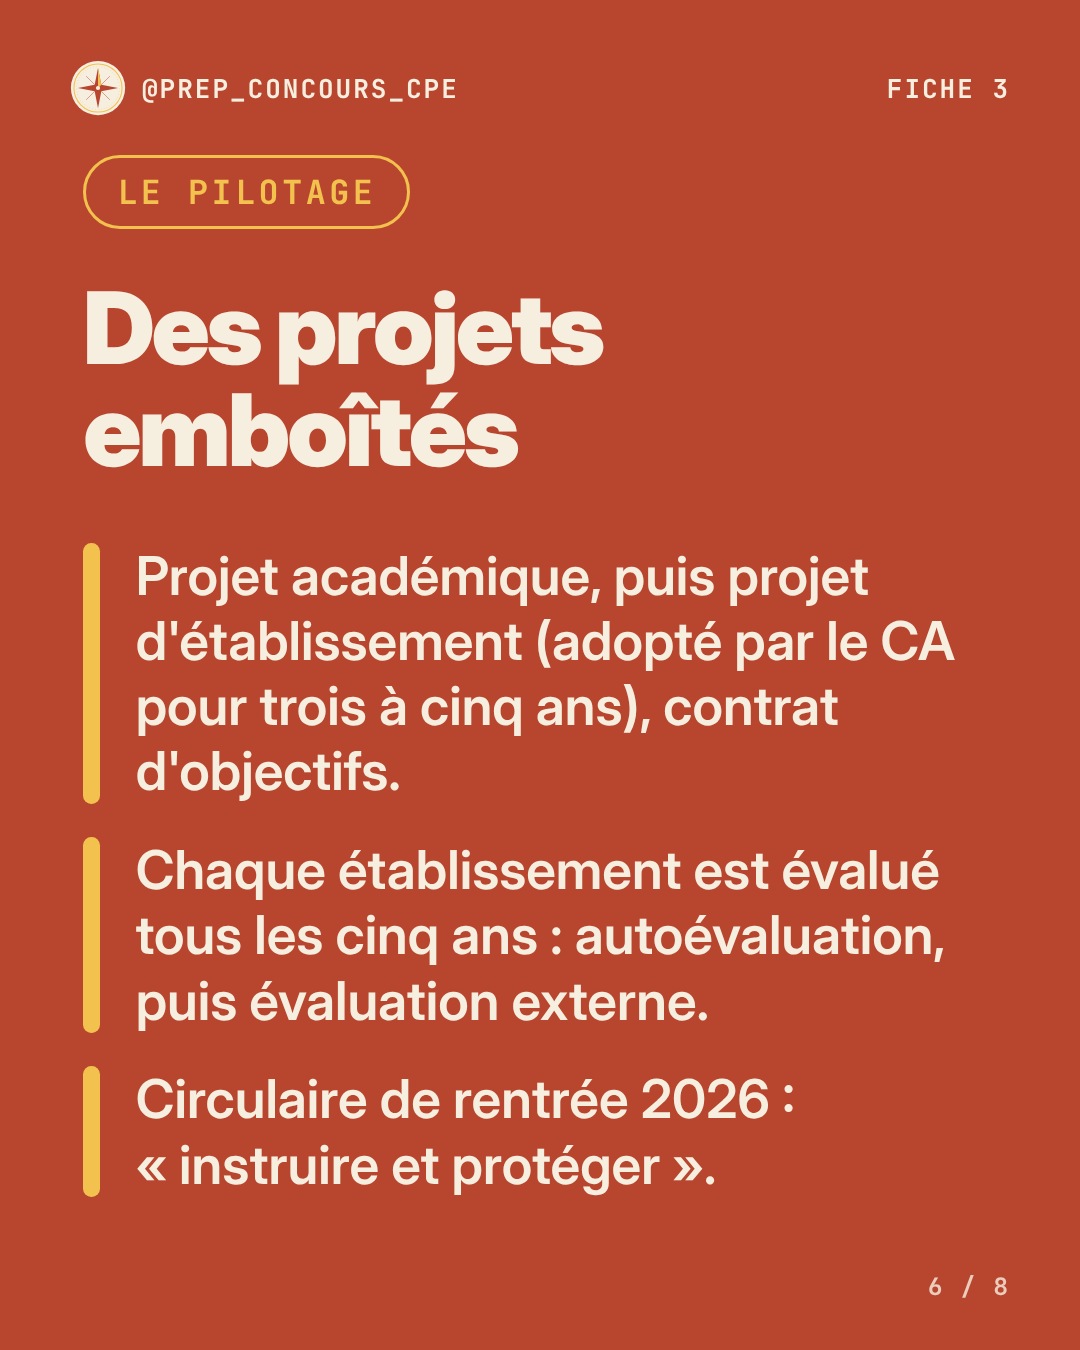 @PREP_CONCOURS_CPE
FICHE 3
LE PILOTAGE
Des projets
emboîtés
Projet académique, puis projet
d'établissement (adopté par le CA
pour trois à cinq ans), contrat
d'objectifs.
Chaque établissement est évalué
tous les cinq ans : autoévaluation,
puis évaluation externe.
Circulaire de rentrée 2026 :
« instruire et protéger ».
6 / 8